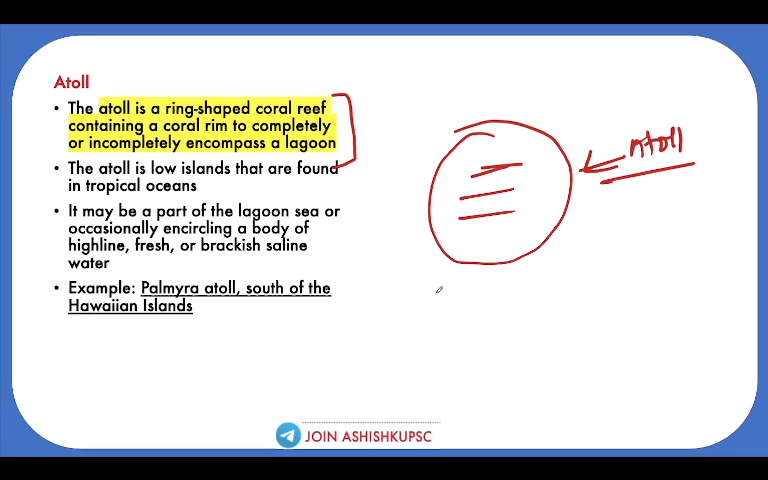 Atoll
• The atoll is a ring-shaped coral reef
containing a coral rim to completely
or incompletely encompass a lagoon
• The atoll is low islands that are found
in tropical oceans
• It may be a part of the lagoon sea or
occasionally encircling a body of
highline, fresh, or brackish saline
water
• Example: Palmyra atoll, south of the
Hawaiian Islands
Atoll
JOIN ASHISHKUPSC